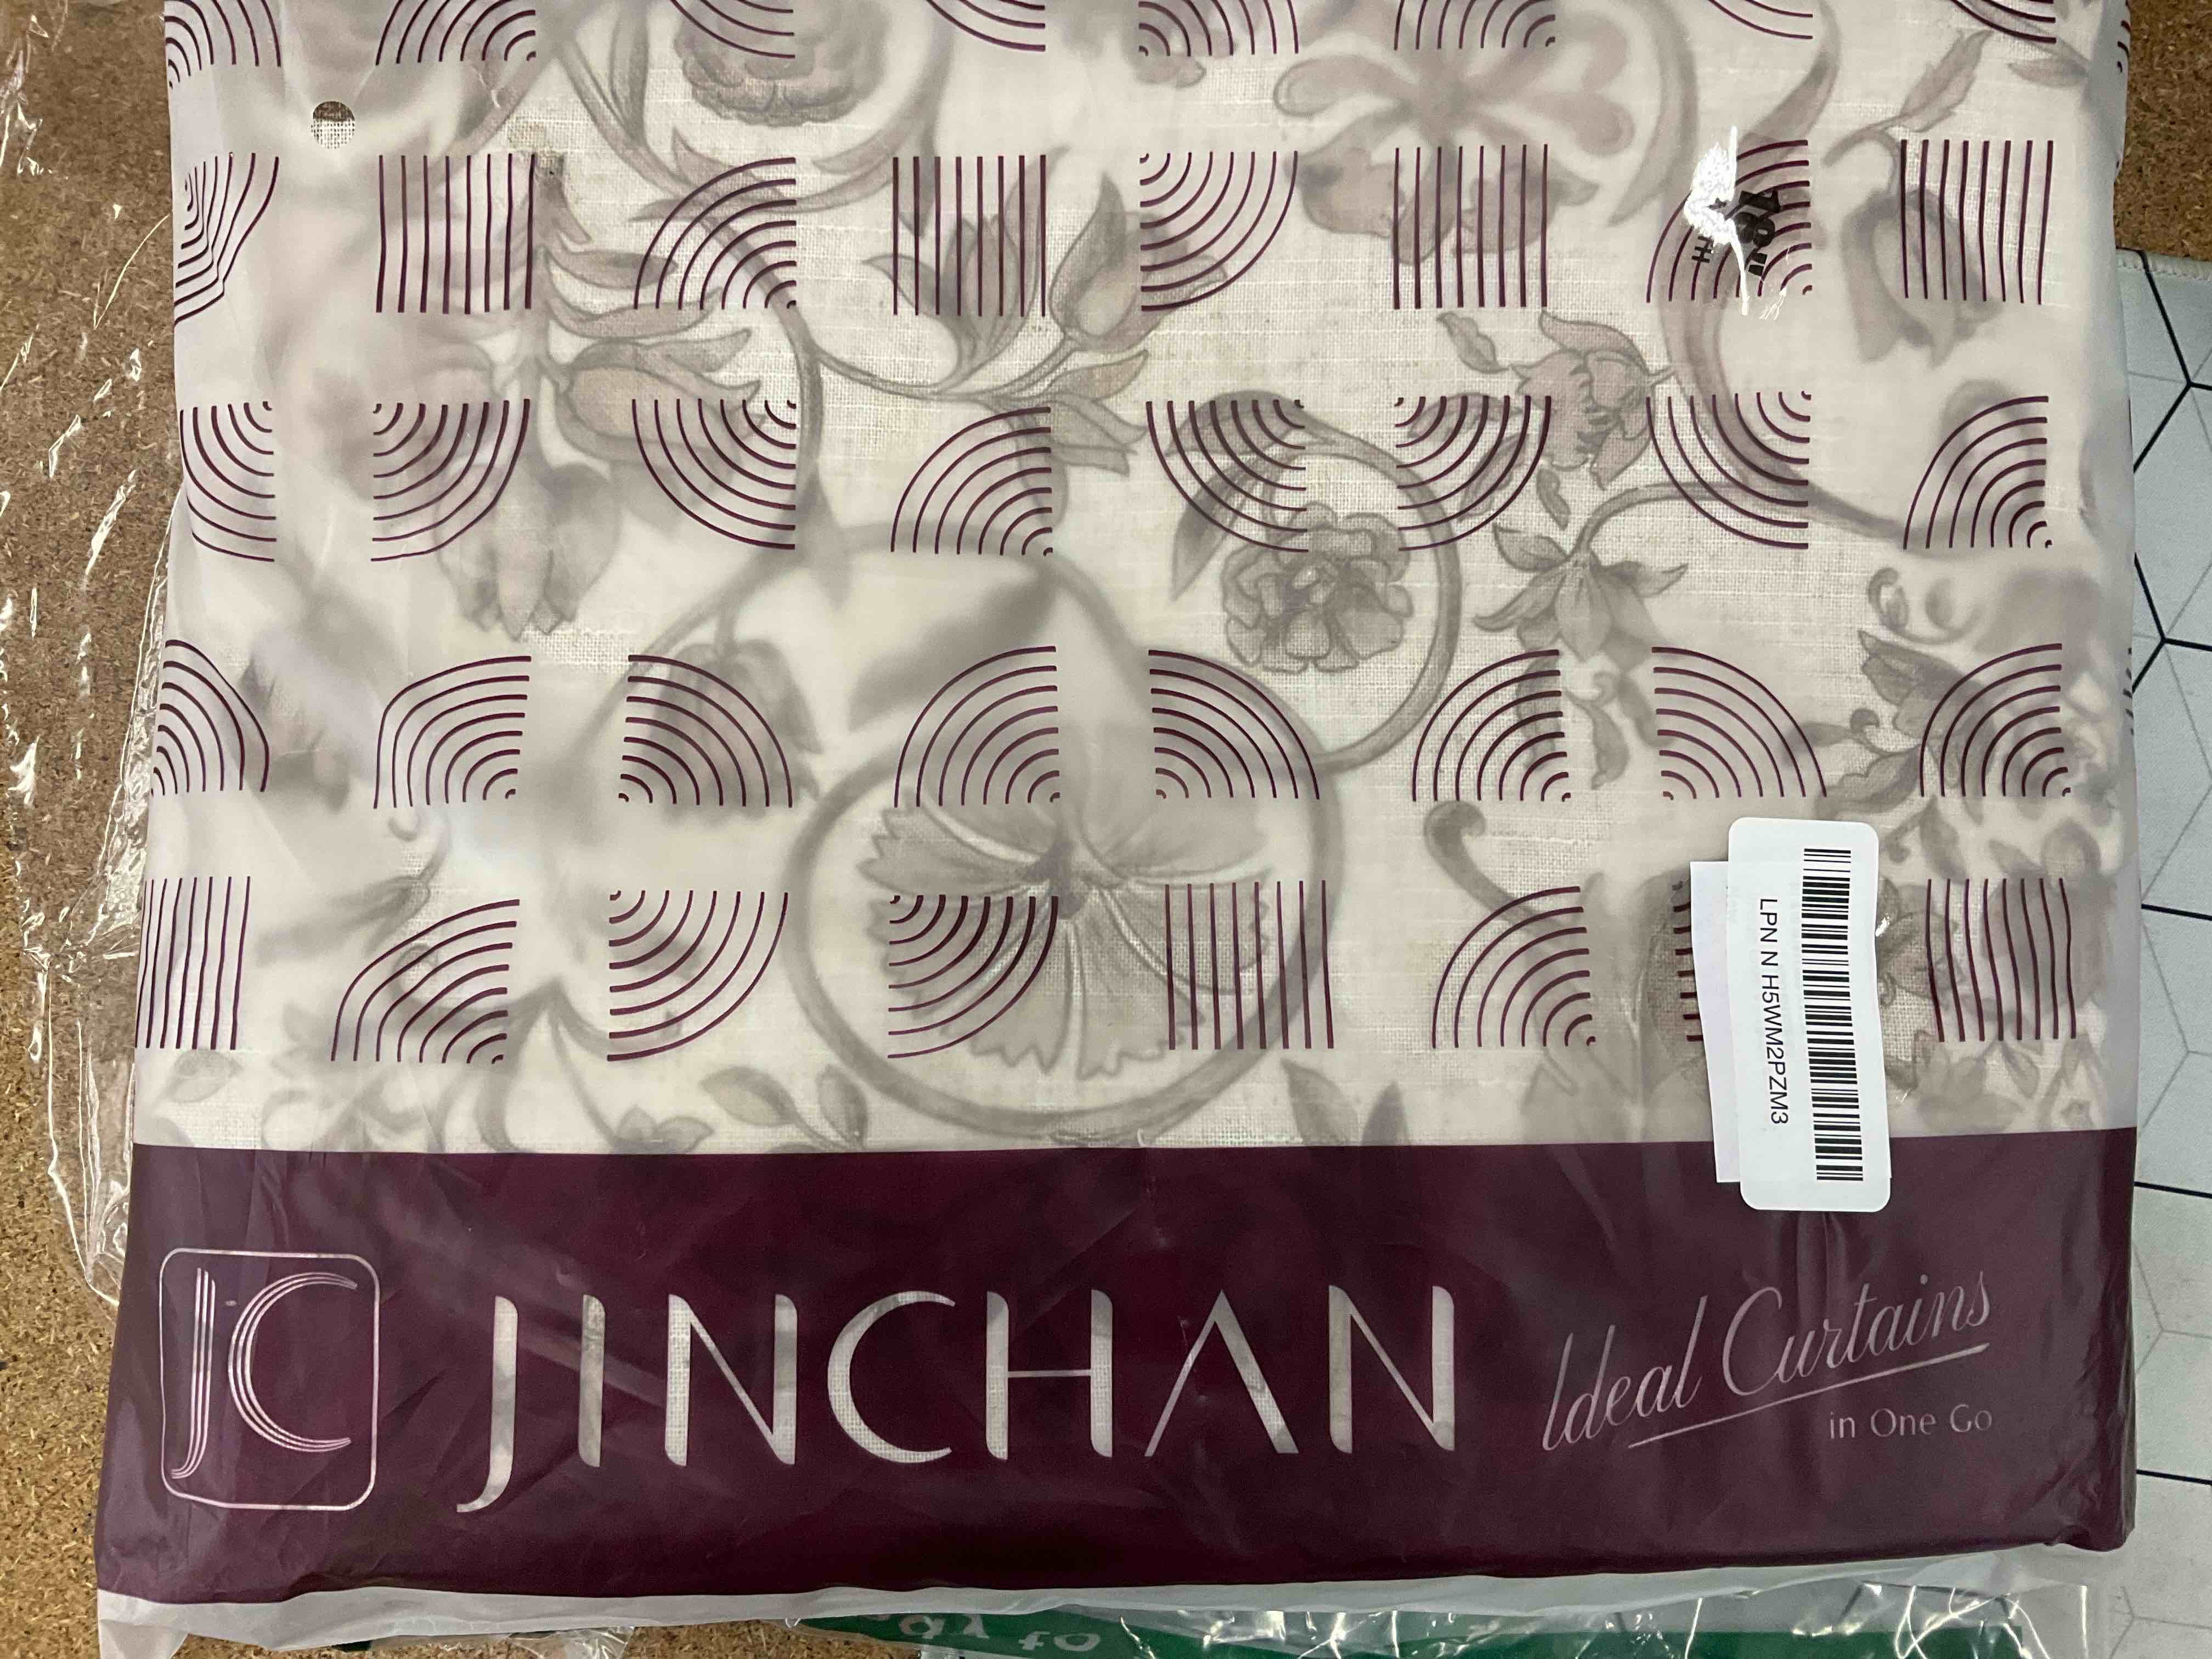 LPN N H5WM2PZM3
JC
JINCHAN
Ideal Curtains
in One Go